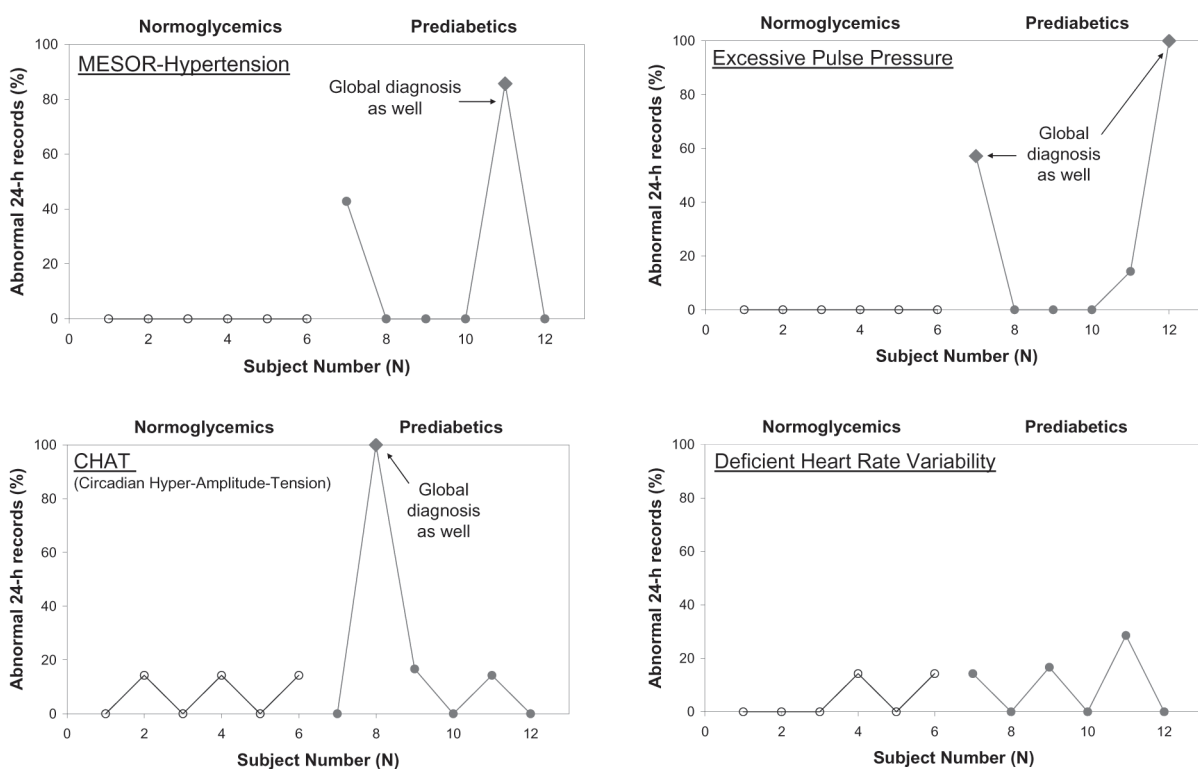 Normoglycemics Prediabetics
MESOR-Hypertension
Global diagnosis
as well
Abnormal 24-h records (%)
100
80
60
40
20
0
0 2 4 6 8 10 12
Subject Number (N)
Normoglycemics Prediabetics
Excessive Pulse Pressure
Global
diagnosis
as well
Abnormal 24-h records (%)
100
80
60
40
20
0
0 2 4 6 8 10 12
Subject Number (N)
Normoglycemics Prediabetics
CHAT
(Circadian Hyper-Amplitude-Tension)
Global
diagnosis
as well
Abnormal 24-h records (%)
100
80
60
40
20
0
0 2 4 6 8 10 12
Subject Number (N)
Normoglycemics Prediabetics
Deficient Heart Rate Variability
Abnormal 24-h records (%)
100
80
60
40
20
0
0 2 4 6 8 10 12
Subject Number (N)